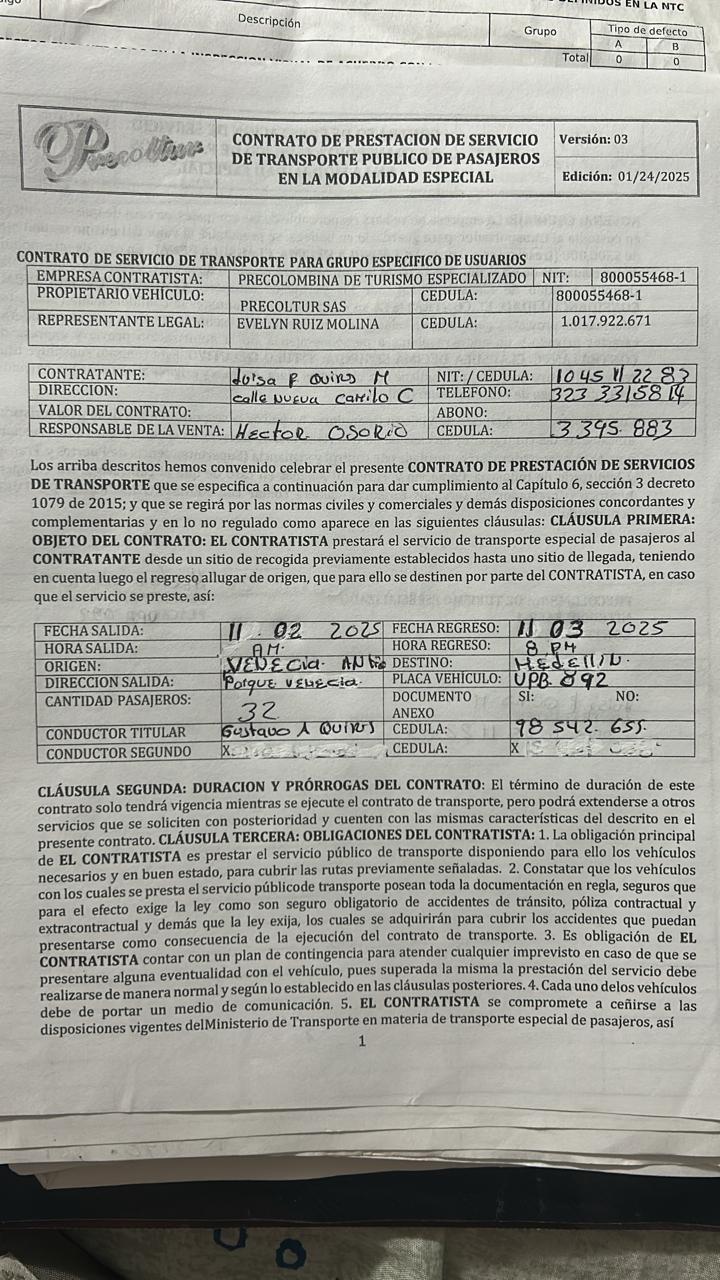 DEFINIDOS EN LA NTC
Descripción
Grupo
Tipo de defecto
A B
Total 0 0
Precoltur
CONTRATO DE PRESTACION DE SERVICIO
DE TRANSPORTE PUBLICO DE PASAJEROS
EN LA MODALIDAD ESPECIAL
Versión: 03
Edición: 01/24/2025
CONTRATO DE SERVICIO DE TRANSPORTE PARA GRUPO ESPECIFICO DE USUARIOS
EMPRESA CONTRATISTA: PRECOLOMBINA DE TURISMO ESPECIALIZADO NIT: 800055468-1
PROPIETARIO VEHÍCULO: PRECOLTUR SAS CEDULA: 800055468-1
REPRESENTANTE LEGAL: EVELYN RUIZ MOLINA CEDULA: 1.017.922.671
CONTRATANTE: Luisa F Quiros M NIT: / CEDULA: 1045 11 22 83
DIRECCION: calle Nueva Camilo C TELEFONO: 323 3315814
VALOR DEL CONTRATO: ABONO:
RESPONSABLE DE LA VENTA: Hector OSORIO CEDULA: 3.395.883
Los arriba descritos hemos convenido celebrar el presente CONTRATO DE PRESTACIÓN DE SERVICIOS
DE TRANSPORTE que se especifica a continuación para dar cumplimiento al Capítulo 6, sección 3 decreto
1079 de 2015; y que se regirá por las normas civiles y comerciales y demás disposiciones concordantes y
complementarias y en lo no regulado como aparece en las siguientes cláusulas: CLÁUSULA PRIMERA:
OBJETO DEL CONTRATO: EL CONTRATISTA prestará el servicio de transporte especial de pasajeros al
CONTRATANTE desde un sitio de recogida previamente establecidos hasta uno sitio de llegada, teniendo
en cuenta luego el regreso allugar de origen, que para ello se destinen por parte del CONTRATISTA, en caso
que el servicio se preste, así:
FECHA SALIDA: 11 . 02 2025 FECHA REGRESO: 11 03 2025
HORA SALIDA: AM. HORA REGRESO: 8 PM
ORIGEN: VENECIA. ANtio DESTINO: MEDELLIN.
DIRECCION SALIDA: Parque VENECIA. PLACA VEHÍCULO: UPB 892
CANTIDAD PASAJEROS: 32 DOCUMENTO ANEXO SI: NO:
CONDUCTOR TITULAR Gustavo A QUIROS CEDULA: 98 542. 655.
CONDUCTOR SEGUNDO X CEDULA: X
CLÁUSULA SEGUNDA: DURACION Y PRÓRROGAS DEL CONTRATO: El término de duración de este
contrato solo tendrá vigencia mientras se ejecute el contrato de transporte, pero podrá extenderse a otros
servicios que se soliciten con posterioridad y cuenten con las mismas características del descrito en el
presente contrato. CLÁUSULA TERCERA: OBLIGACIONES DEL CONTRATISTA: 1. La obligación principal
de EL CONTRATISTA es prestar el servicio público de transporte disponiendo para ello los vehículos
necesarios y en buen estado, para cubrir las rutas previamente señaladas. 2. Constatar que los vehículos
con los cuales se presta el servicio públicode transporte posean toda la documentación en regla, seguros que
para el efecto exige la ley como son seguro obligatorio de accidentes de tránsito, póliza contractual y
extracontractual y demás que la ley exija, los cuales se adquirirán para cubrir los accidentes que puedan
presentarse como consecuencia de la ejecución del contrato de transporte. 3. Es obligación de EL
CONTRATISTA contar con un plan de contingencia para atender cualquier imprevisto en caso de que se
presentare alguna eventualidad con el vehículo, pues superada la misma la prestación del servicio debe
realizarse de manera normal y según lo establecido en las cláusulas posteriores. 4. Cada uno delos vehículos
debe de portar un medio de comunicación. 5. EL CONTRATISTA se compromete a ceñirse a las
disposiciones vigentes delMinisterio de Transporte en materia de transporte especial de pasajeros, así
1